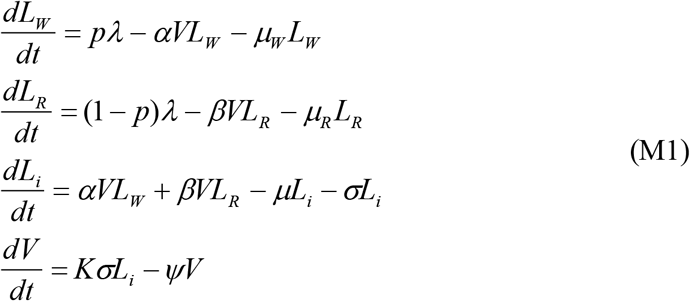 dL_W/dt = pλ − αVL_W − μ_W L_W
dL_R/dt = (1 − p)λ − βVL_R − μ_R L_R
(M1)
dL_i/dt = αVL_W + βVL_R − μL_i − σL_i
dV/dt = KσL_i − ψV